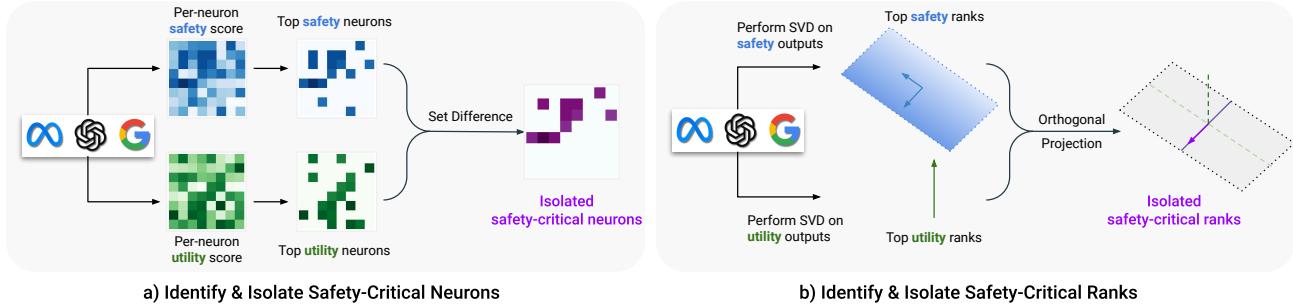 Per-neuron
safety score
Top safety neurons
Set Difference
Isolated
safety-critical neurons
Per-neuron
utility score
Top utility neurons
a) Identify & Isolate Safety-Critical Neurons
Perform SVD on
safety outputs
Top safety ranks
Orthogonal
Projection
Isolated
safety-critical ranks
Perform SVD on
utility outputs
Top utility ranks
b) Identify & Isolate Safety-Critical Ranks